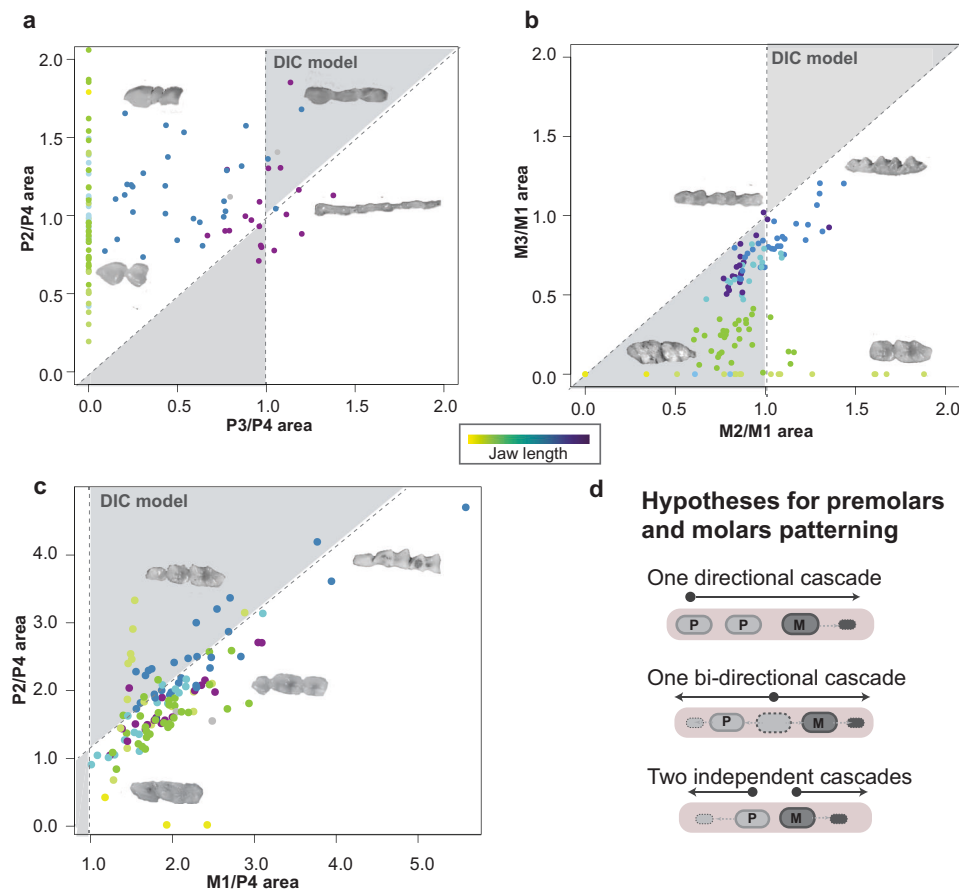 a
DIC model
2.0
1.5
1.0
0.5
0.0
P2/P4 area
0.0 0.5 1.0 1.5 2.0
P3/P4 area
b
DIC model
2.0
1.5
1.0
0.5
0.0
M3/M1 area
0.0 0.5 1.0 1.5 2.0
M2/M1 area
Jaw length
c
DIC model
4.0
3.0
2.0
1.0
0.0
P2/P4 area
1.0 2.0 3.0 4.0 5.0
M1/P4 area
d
Hypotheses for premolars
and molars patterning
One directional cascade
P P M
One bi-directional cascade
P M
Two independent cascades
P M